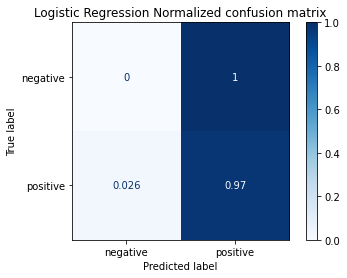 Logistic Regression Normalized confusion matrix
True label
negative
positive
0
1
0.026
0.97
negative
positive
Predicted label
1.0
0.8
0.6
0.4
0.2
0.0